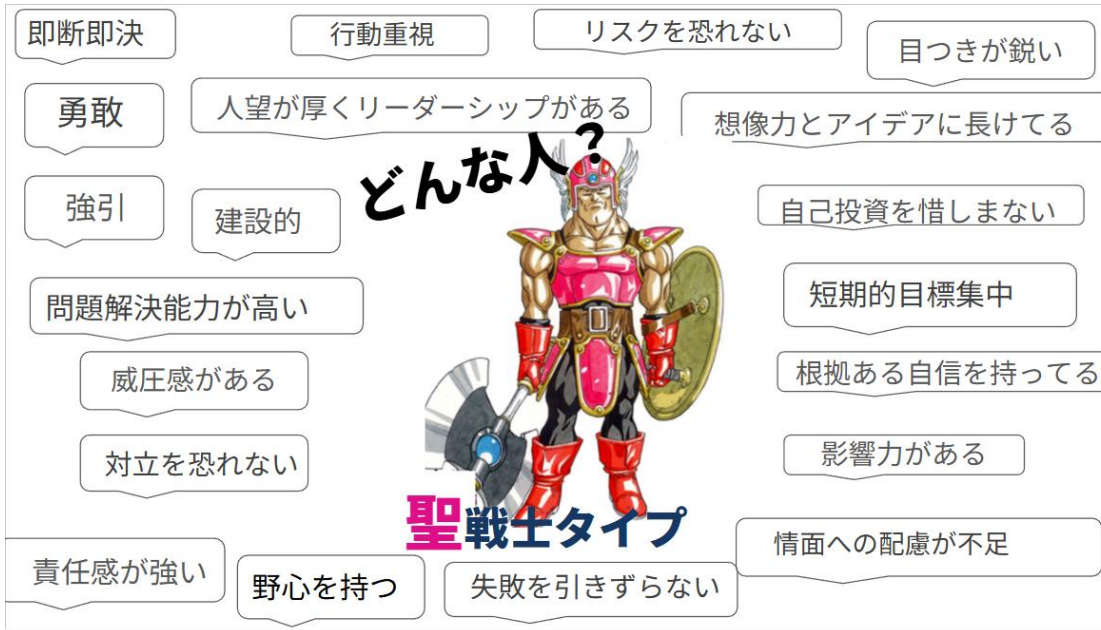 即断即決
行動重視
リスクを恐れない
目つきが鋭い
勇敢
人望が厚くリーダーシップがある
想像力とアイデアに長けてる
どんな人?
強引
建設的
自己投資を惜しまない
問題解決能力が高い
短期的目標集中
威圧感がある
根拠ある自信を持ってる
対立を恐れない
影響力がある
聖戦士タイプ
情面への配慮が不足
責任感が強い
野心を持つ
失敗を引きずらない